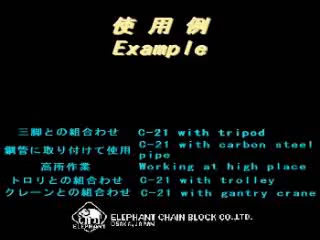 使用例
Example
三脚との組合わせ C-21 with tripod
鋼管に取り付けて使用 C-21 with carbon steel pipe
高所作業 Working at high place
トロリとの組合わせ C-21 with trolley
クレーンとの組合わせ C-21 with gantry crane
ELEPHANT
ELEPHANT CHAIN BLOCK CO.LTD.
OSAKA, JAPAN